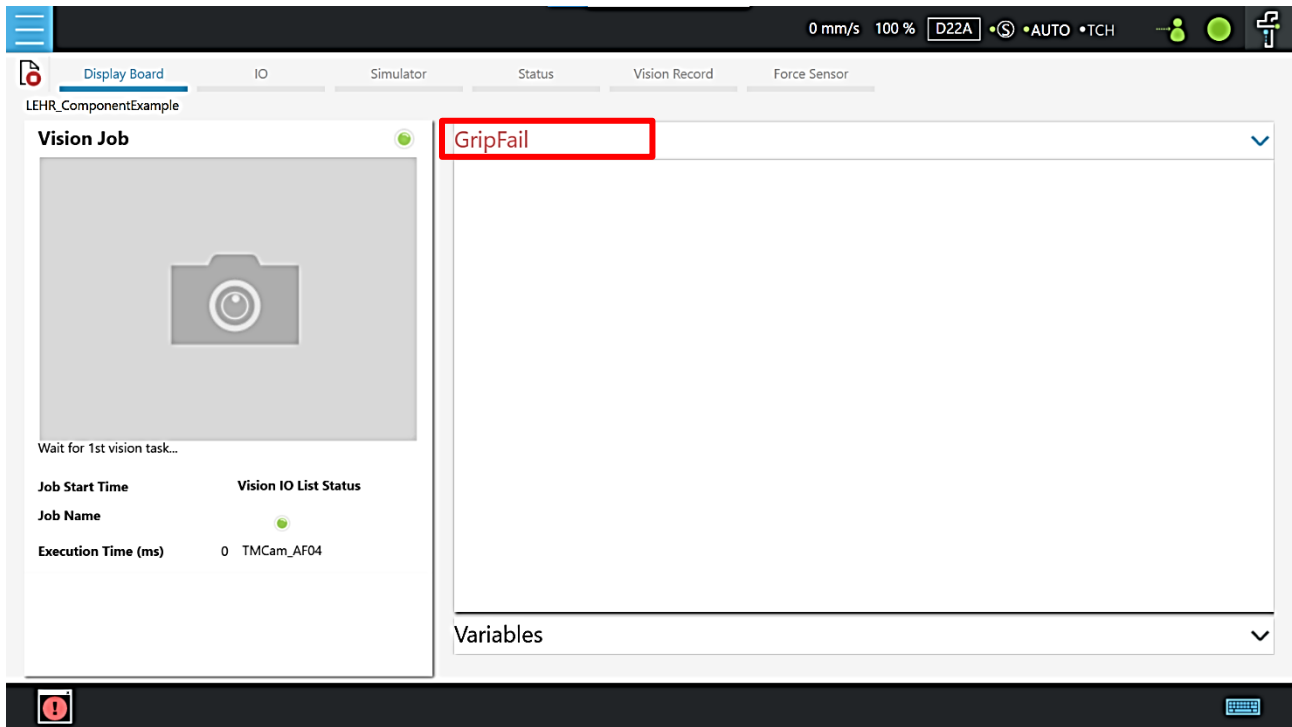 0 mm/s 100 % D22A •Ⓢ •AUTO •TCH
Display Board IO Simulator Status Vision Record Force Sensor
LEHR_ComponentExample
Vision Job
GripFail
Wait for 1st vision task...
Job Start Time Vision IO List Status
Job Name
Execution Time (ms) 0 TMCam_AF04
Variables